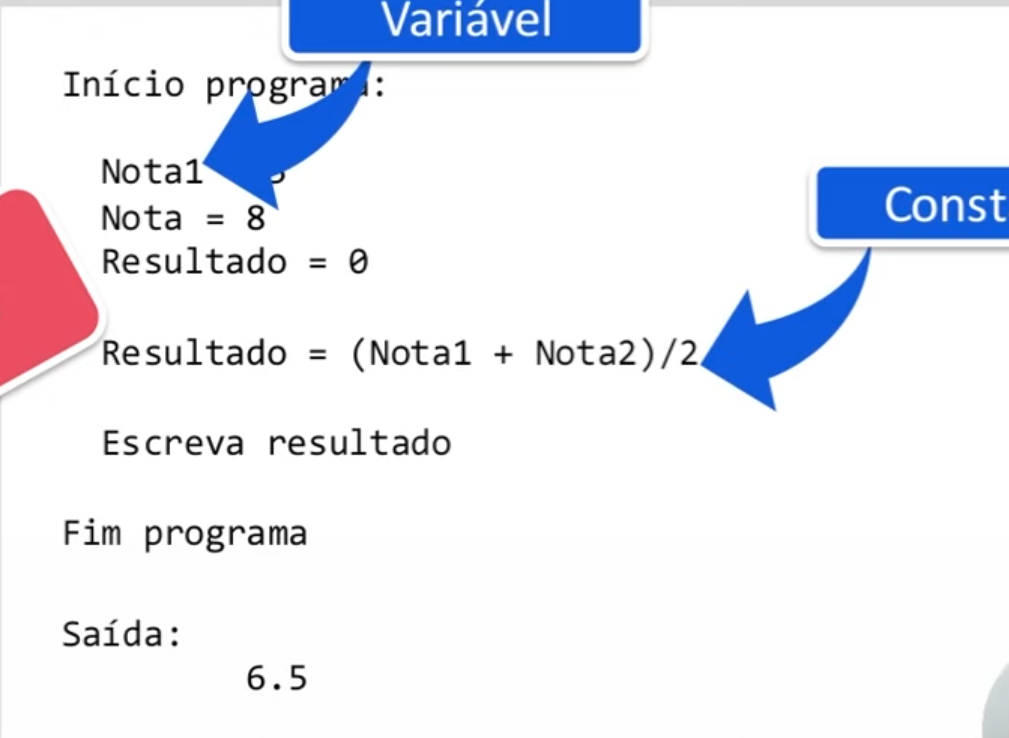 Variável
Início programa:
Nota1
Nota = 8
Resultado = 0
Const
Resultado = (Nota1 + Nota2)/2
Escreva resultado
Fim programa
Saída:
6.5